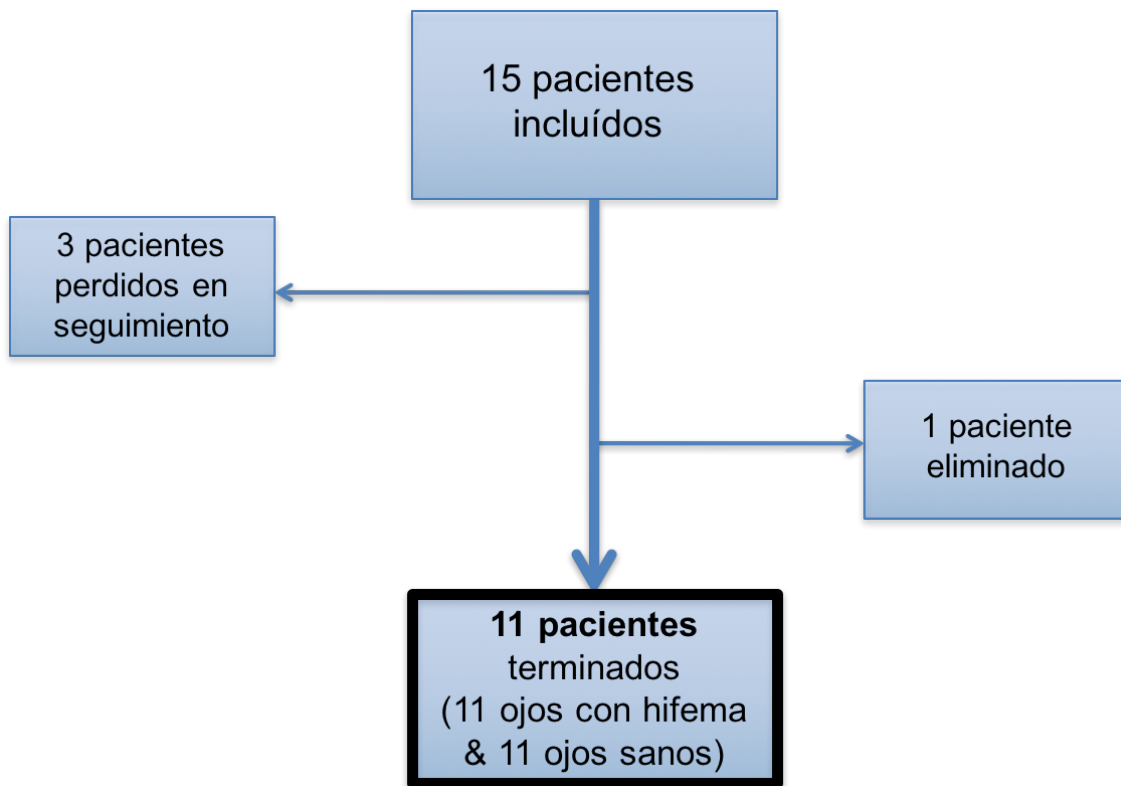 15 pacientes
incluídos
3 pacientes
perdidos en
seguimiento
1 paciente
eliminado
11 pacientes
terminados
(11 ojos con hifema
& 11 ojos sanos)